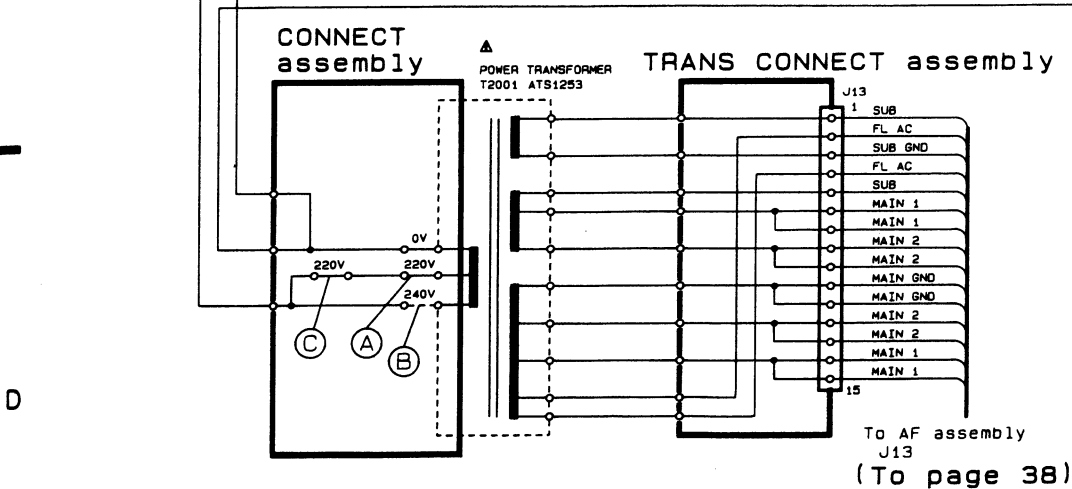 CONNECT
assembly
POWER TRANSFORMER
T2001 ATS1253
TRANS CONNECT assembly
J13
1
SUB
FL AC
SUB GND
FL AC
SUB
MAIN 1
MAIN 1
MAIN 2
MAIN 2
MAIN GND
MAIN GND
MAIN 2
MAIN 2
MAIN 1
MAIN 1
15
0V
220V
220V
240V
C
A
B
D
To AF assembly
J13
(To page 38)